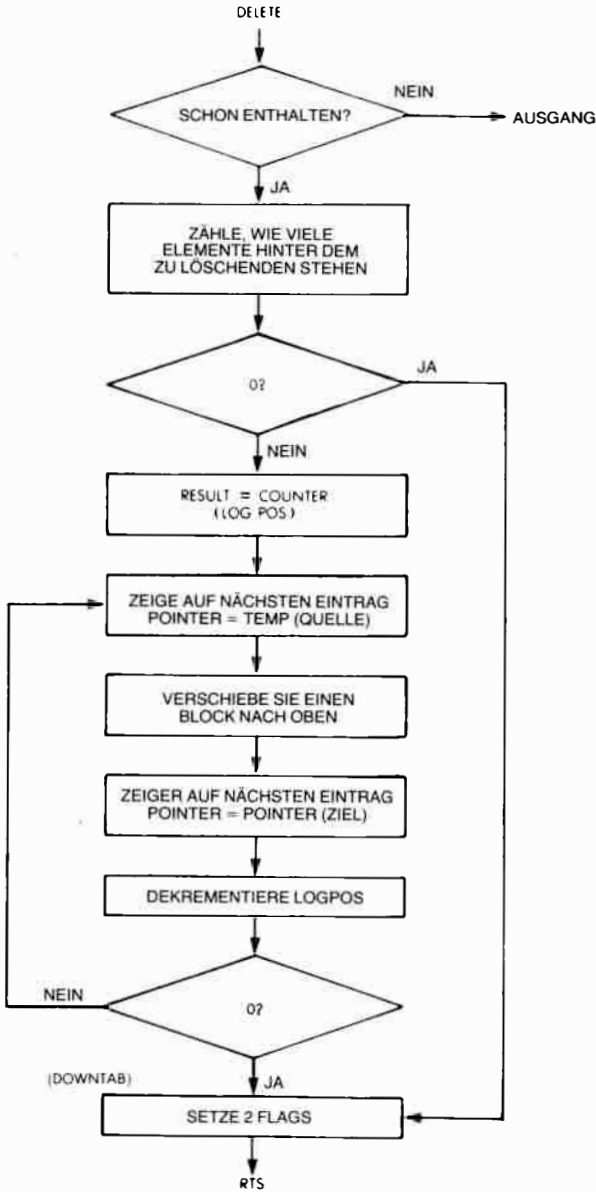 DELETE
SCHON ENTHALTEN?
NEIN
AUSGANG
JA
ZÄHLE, WIE VIELE
ELEMENTE HINTER DEM
ZU LÖSCHENDEN STEHEN
0?
JA
NEIN
RESULT = COUNTER
(LOG POS)
ZEIGE AUF NÄCHSTEN EINTRAG
POINTER = TEMP (QUELLE)
VERSCHIEBE SIE EINEN
BLOCK NACH OBEN
ZEIGER AUF NÄCHSTEN EINTRAG
POINTER = POINTER (ZIEL)
DEKREMENTIERE LOGPOS
NEIN
0?
(DOWNTAB)
JA
SETZE 2 FLAGS
RTS